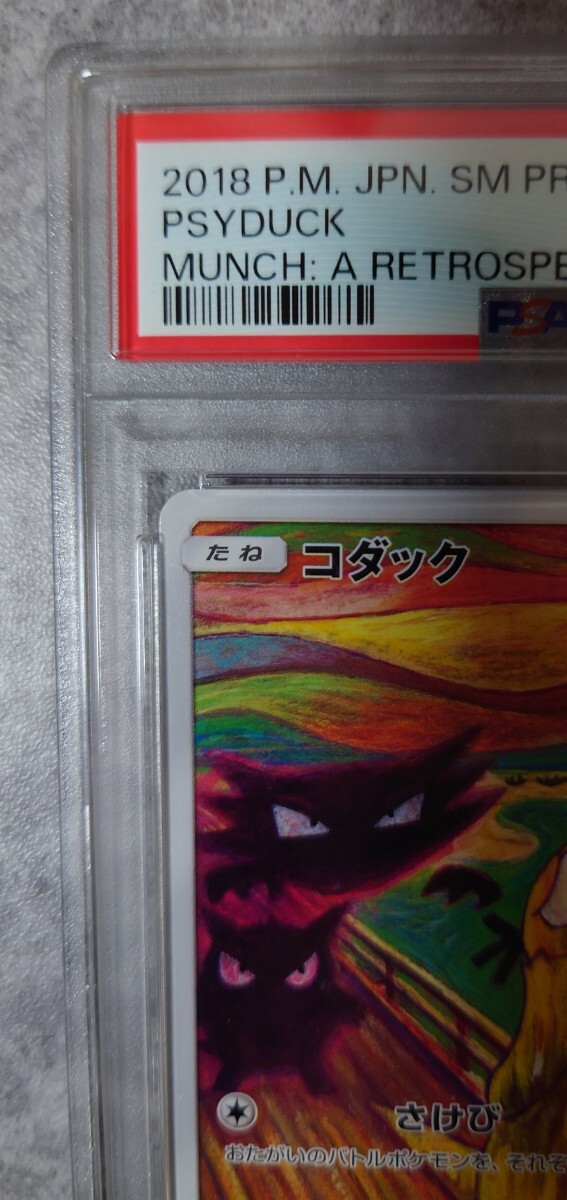 2018 P.M. JPN. SM PR
PSYDUCK
MUNCH: A RETROSPE
PSA
たね コダック
さけび
おたがいのバトルポケモンを、それぞ